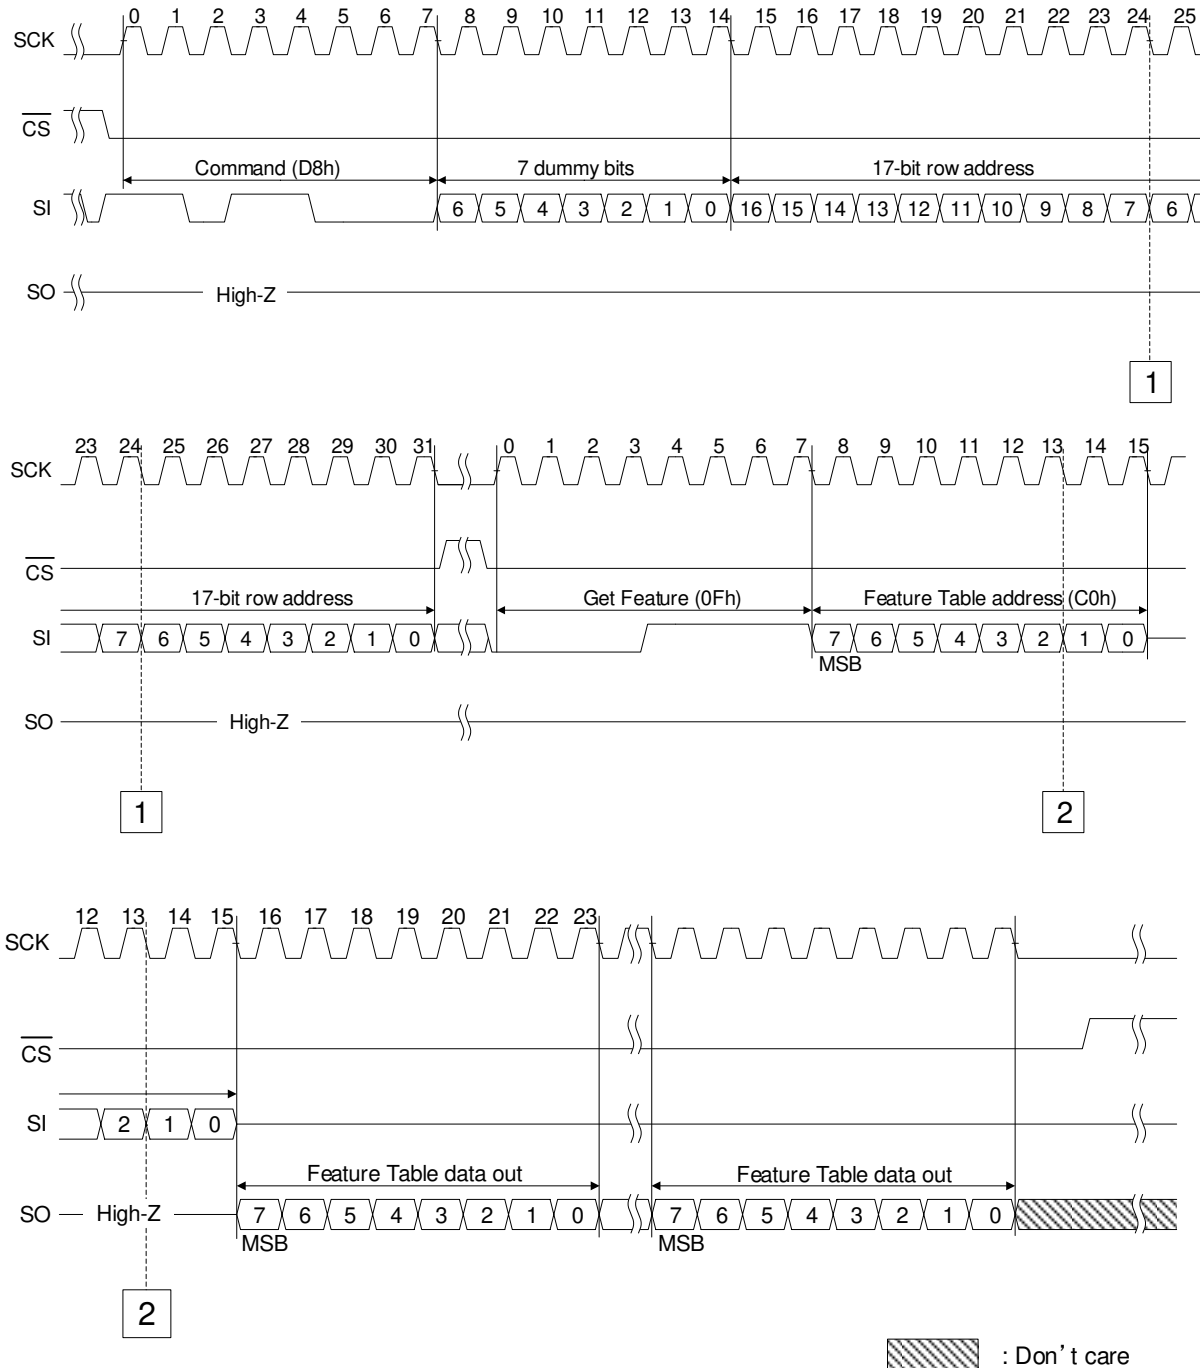 0 1 2 3 4 5 6 7 8 9 10 11 12 13 14 15 16 17 18 19 20 21 22 23 24 25
SCK
CS
Command (D8h) 7 dummy bits 17-bit row address
SI 6 5 4 3 2 1 0 16 15 14 13 12 11 10 9 8 7 6
SO High-Z
1
23 24 25 26 27 28 29 30 31 0 1 2 3 4 5 6 7 8 9 10 11 12 13 14 15
SCK
CS
17-bit row address Get Feature (0Fh) Feature Table address (C0h)
SI 7 6 5 4 3 2 1 0 7 6 5 4 3 2 1 0
MSB
SO High-Z
1 2
12 13 14 15 16 17 18 19 20 21 22 23
SCK
CS
SI 2 1 0
Feature Table data out Feature Table data out
SO High-Z 7 6 5 4 3 2 1 0 7 6 5 4 3 2 1 0
MSB MSB
2
: Don't care